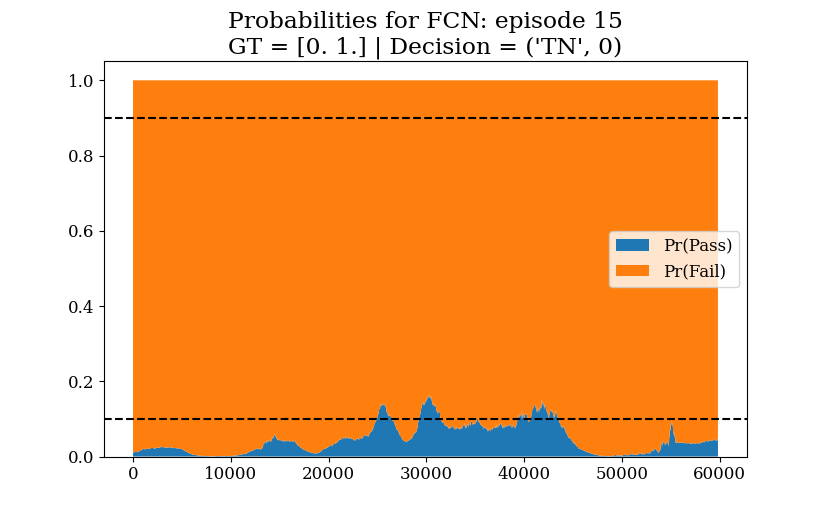 Probabilities for FCN: episode 15
GT = [0. 1.] | Decision = ('TN', 0)
1.0
0.8
0.6
0.4
0.2
0.0
Pr(Pass)
Pr(Fail)
0 10000 20000 30000 40000 50000 60000